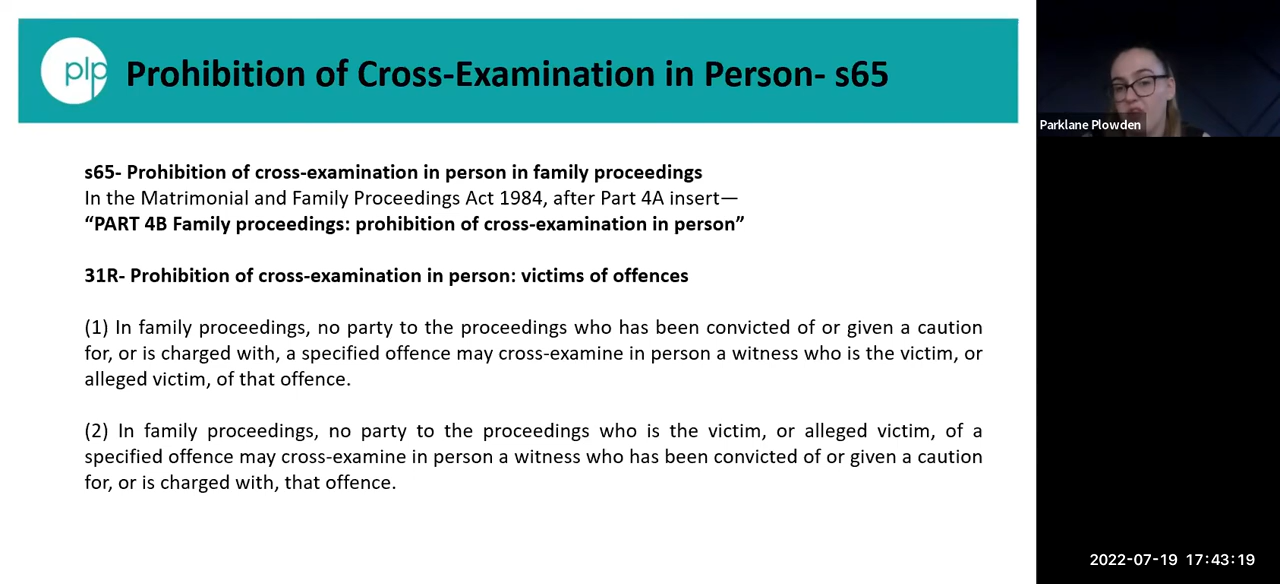 plp
Prohibition of Cross-Examination in Person- s65
Parklane Plowden
s65- Prohibition of cross-examination in person in family proceedings
In the Matrimonial and Family Proceedings Act 1984, after Part 4A insert—
“PART 4B Family proceedings: prohibition of cross-examination in person”
31R- Prohibition of cross-examination in person: victims of offences
(1) In family proceedings, no party to the proceedings who has been convicted of or given a caution
for, or is charged with, a specified offence may cross-examine in person a witness who is the victim, or
alleged victim, of that offence.
(2) In family proceedings, no party to the proceedings who is the victim, or alleged victim, of a
specified offence may cross-examine in person a witness who has been convicted of or given a caution
for, or is charged with, that offence.
2022-07-19 17:43:19